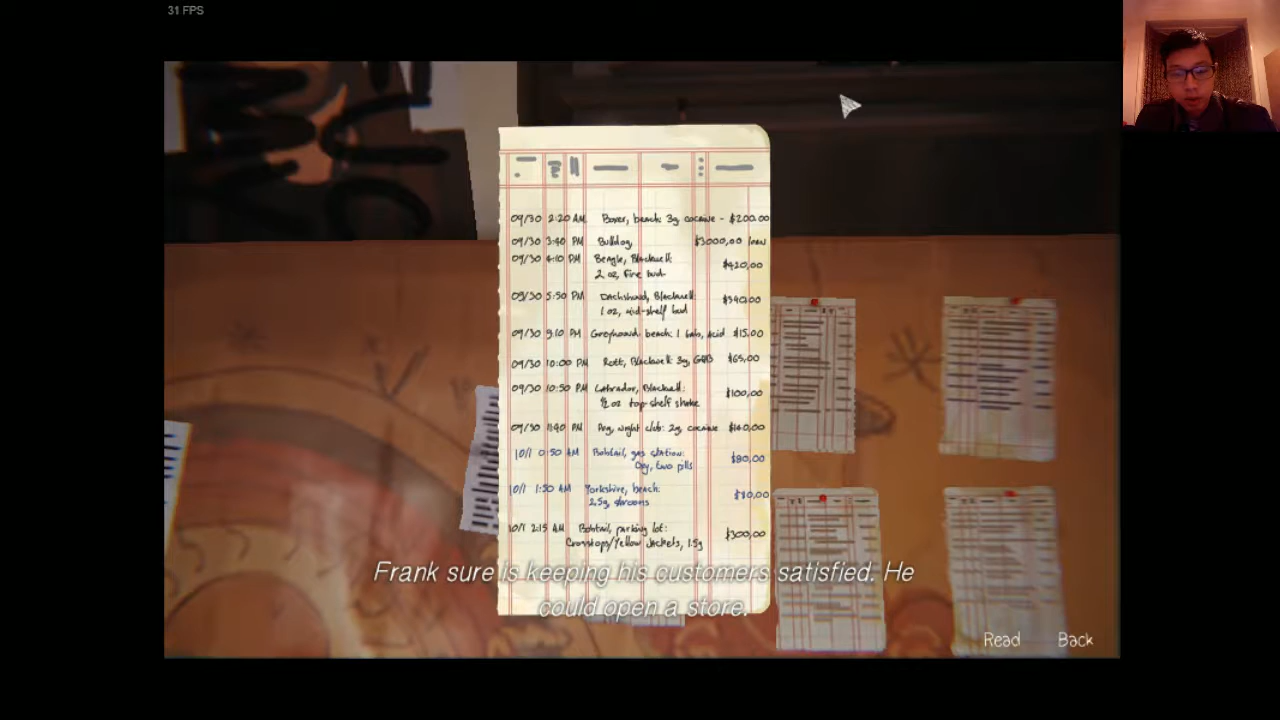 31 FPS
09/30 2:20 AM Boxer, beach: 3g cocaine - $200.00
09/30 3:40 PM Bulldog, $3000,00 loan
09/30 4:10 PM Beagle, Blackwell: $420,00
2 oz, fine bud
09/30 5:50 PM Dachshund, Blackwell: $340,00
1 oz, mid-shelf bud
09/30 9:10 PM Greyhound, beach: 1 tab, acid $15.00
09/30 10:00 PM Rott, Blackwell: 3g, GHB $65,00
09/30 10:50 PM Labrador, Blackwell: $100,00
½ oz top-shelf shake
09/30 11:40 PM Pug, night club: 2g cocaine $140,00
10/1 0:50 AM Bobtail, gas station: $80,00
Oxy, two pills
10/1 1:30 AM Yorkshire, beach:
2.5g, shrooms
10/1 2:15 AM Bobtail, parking lot: $300,00
Crosstops/Yellow Jackets, 1.5g
Frank sure is keeping his customers satisfied. He
could open a store.
Read Back